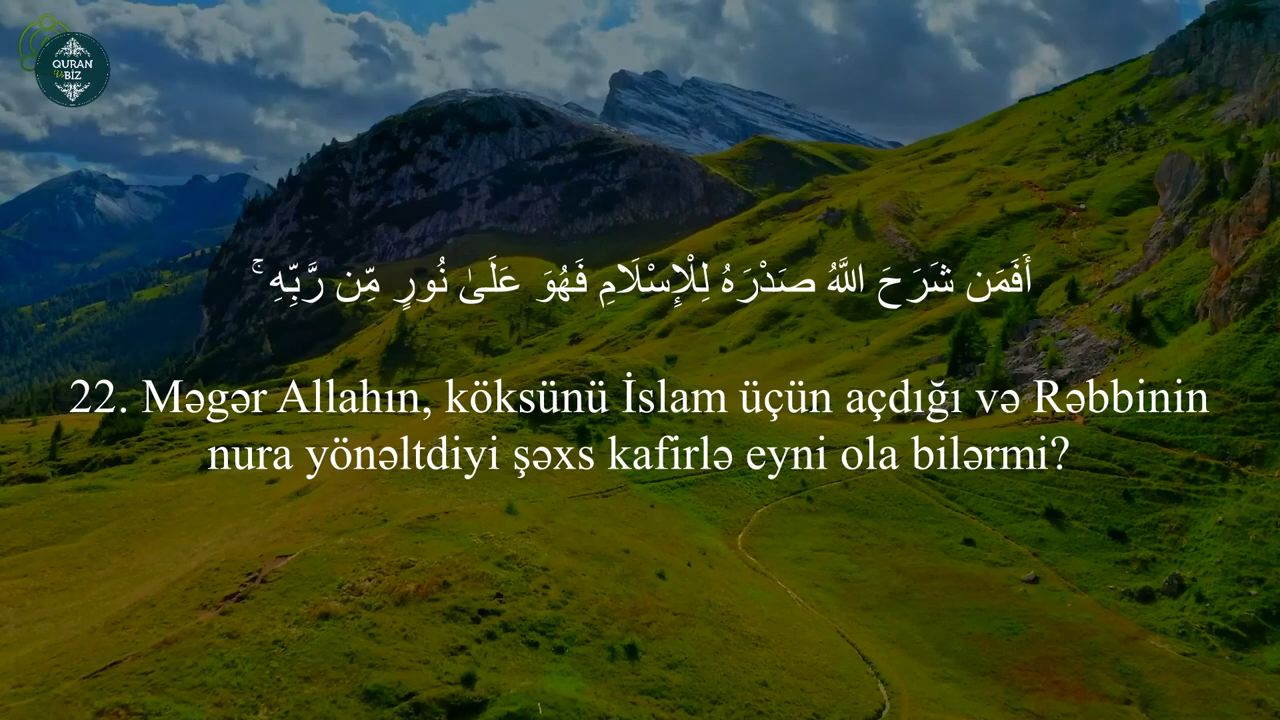 QURAN
Və
BİZ
أَفَمَن شَرَحَ اللَّهُ صَدْرَهُ لِلْإِسْلَامِ فَهُوَ عَلَىٰ نُورٍ مِّن رَّبِّهِ ۚ
22. Məgər Allahın, köksünü İslam üçün açdığı və Rəbbinin
nura yönəltdiyi şəxs kafirlə eyni ola bilərmi?